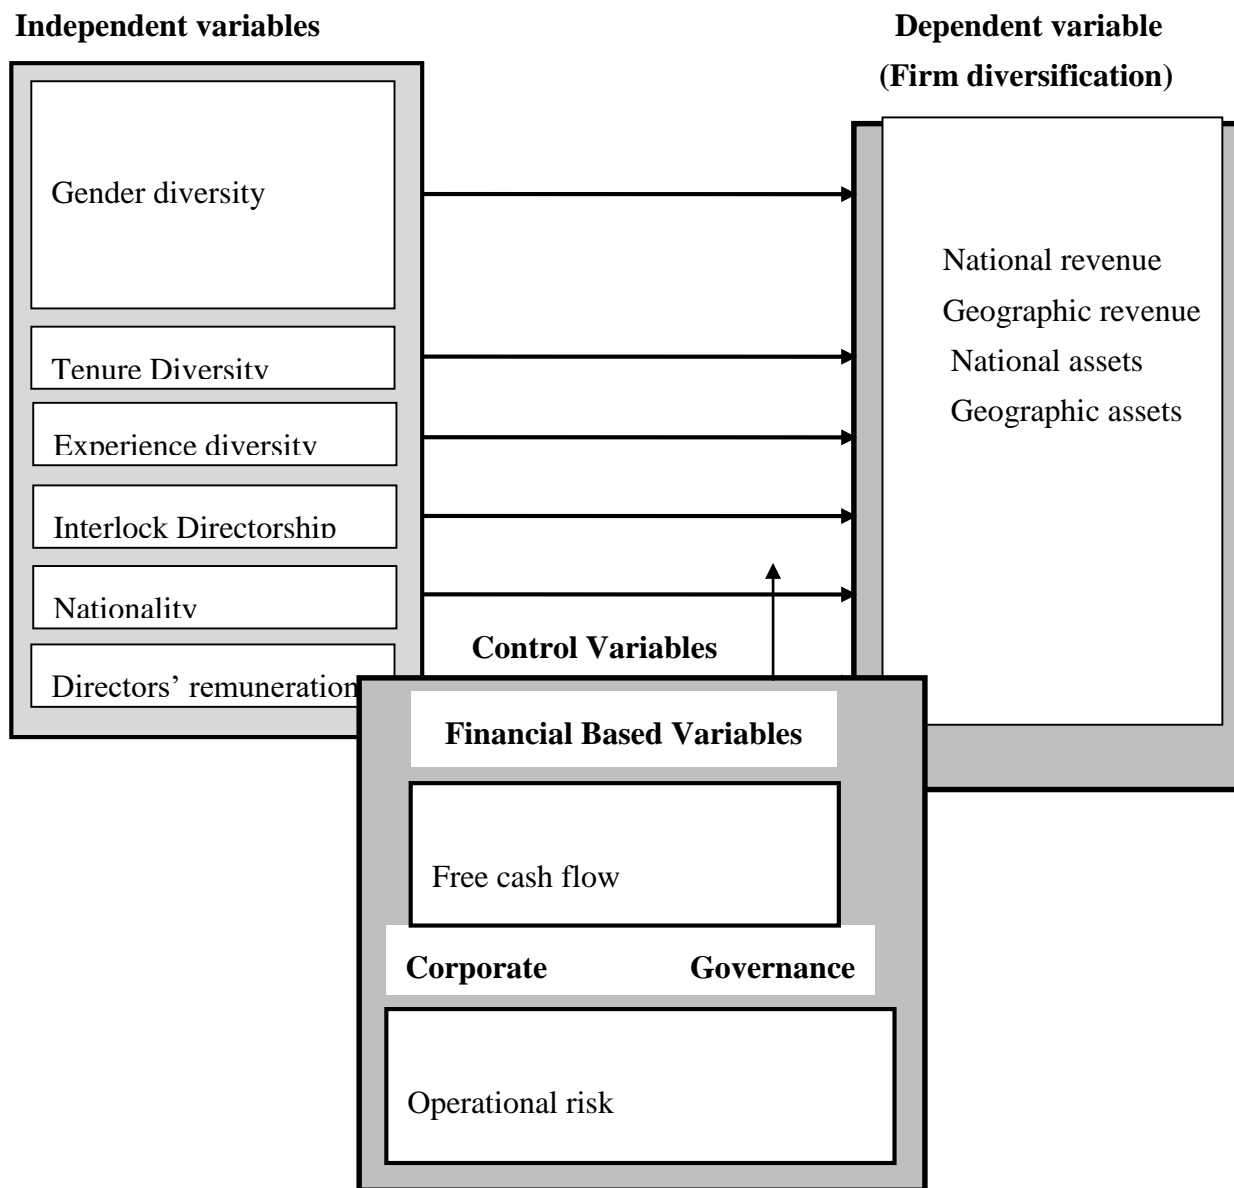 Independent variables
Dependent variable
(Firm diversification)
Gender diversity
Tenure Diversity
Experience diversity
Interlock Directorship
Nationality
Directors’ remuneration
National revenue
Geographic revenue
National assets
Geographic assets
Control Variables
Financial Based Variables
Free cash flow
Corporate Governance
Operational risk